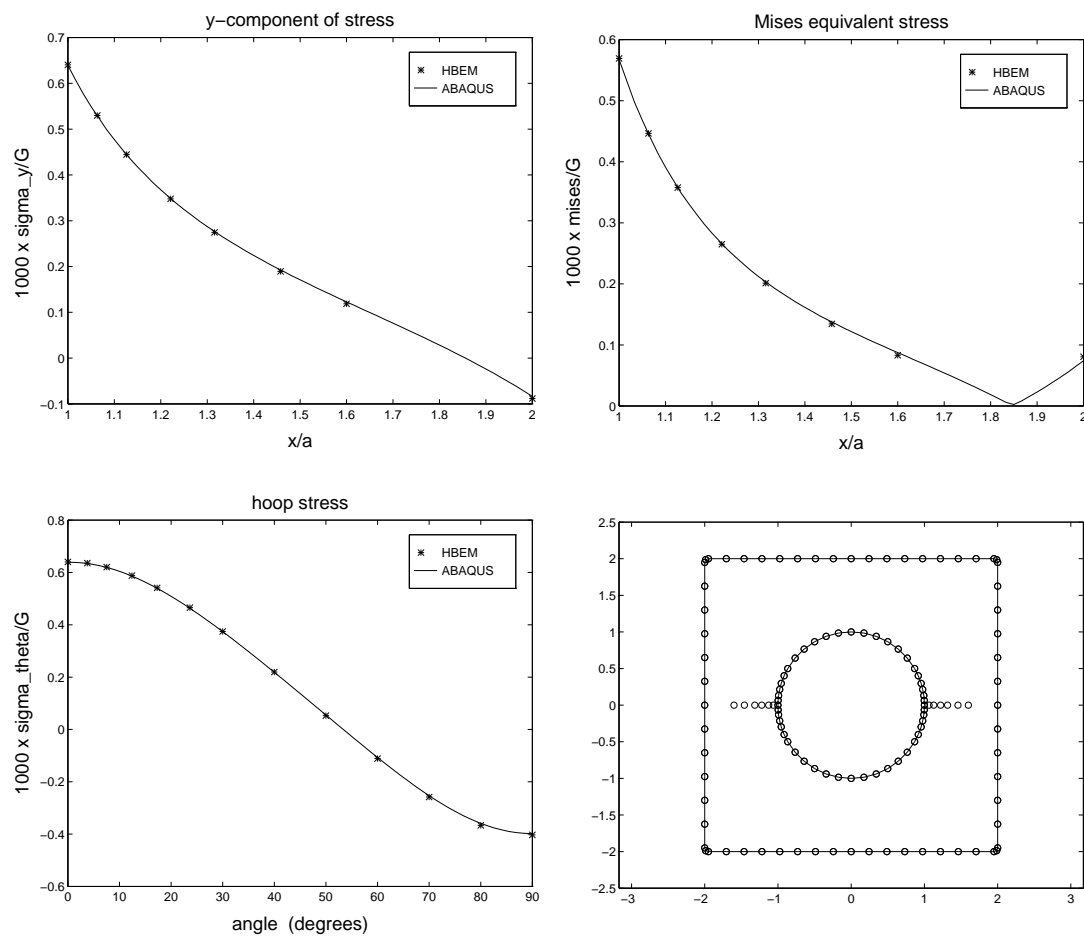 y−component of stress
0.7
0.6
0.5
0.4
0.3
0.2
0.1
0
−0.1
1000 x sigma_y/G
HBEM
ABAQUS
1 1.1 1.2 1.3 1.4 1.5 1.6 1.7 1.8 1.9 2
x/a
Mises equivalent stress
0.6
0.5
0.4
0.3
0.2
0.1
0
1000 x mises/G
HBEM
ABAQUS
1 1.1 1.2 1.3 1.4 1.5 1.6 1.7 1.8 1.9 2
x/a
hoop stress
0.8
0.6
0.4
0.2
0
−0.2
−0.4
−0.6
1000 x sigma_theta/G
HBEM
ABAQUS
0 10 20 30 40 50 60 70 80 90
angle (degrees)
2.5
2
1.5
1
0.5
0
−0.5
−1
−1.5
−2
−2.5
−3 −2 −1 0 1 2 3